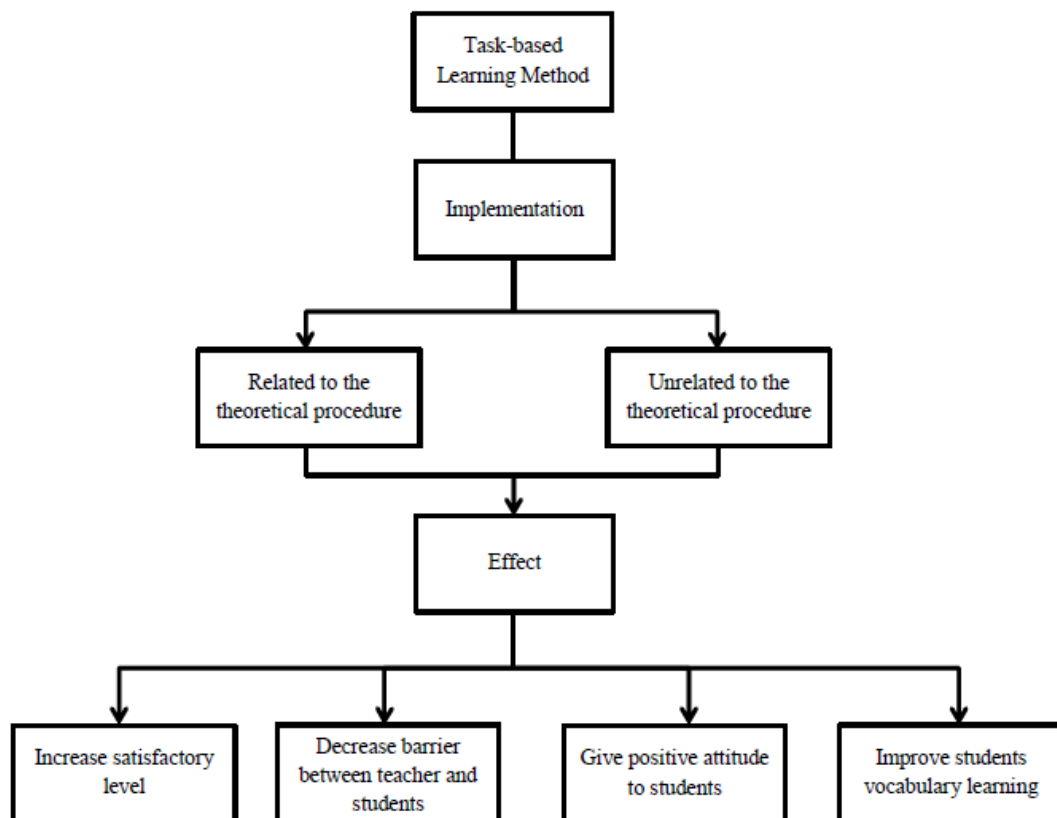 Task-based
Learning Method
Implementation
Related to the
theoretical procedure
Unrelated to the
theoretical procedure
Effect
Increase satisfactory
level
Decrease barrier
between teacher and
students
Give positive attitude
to students
Improve students
vocabulary learning